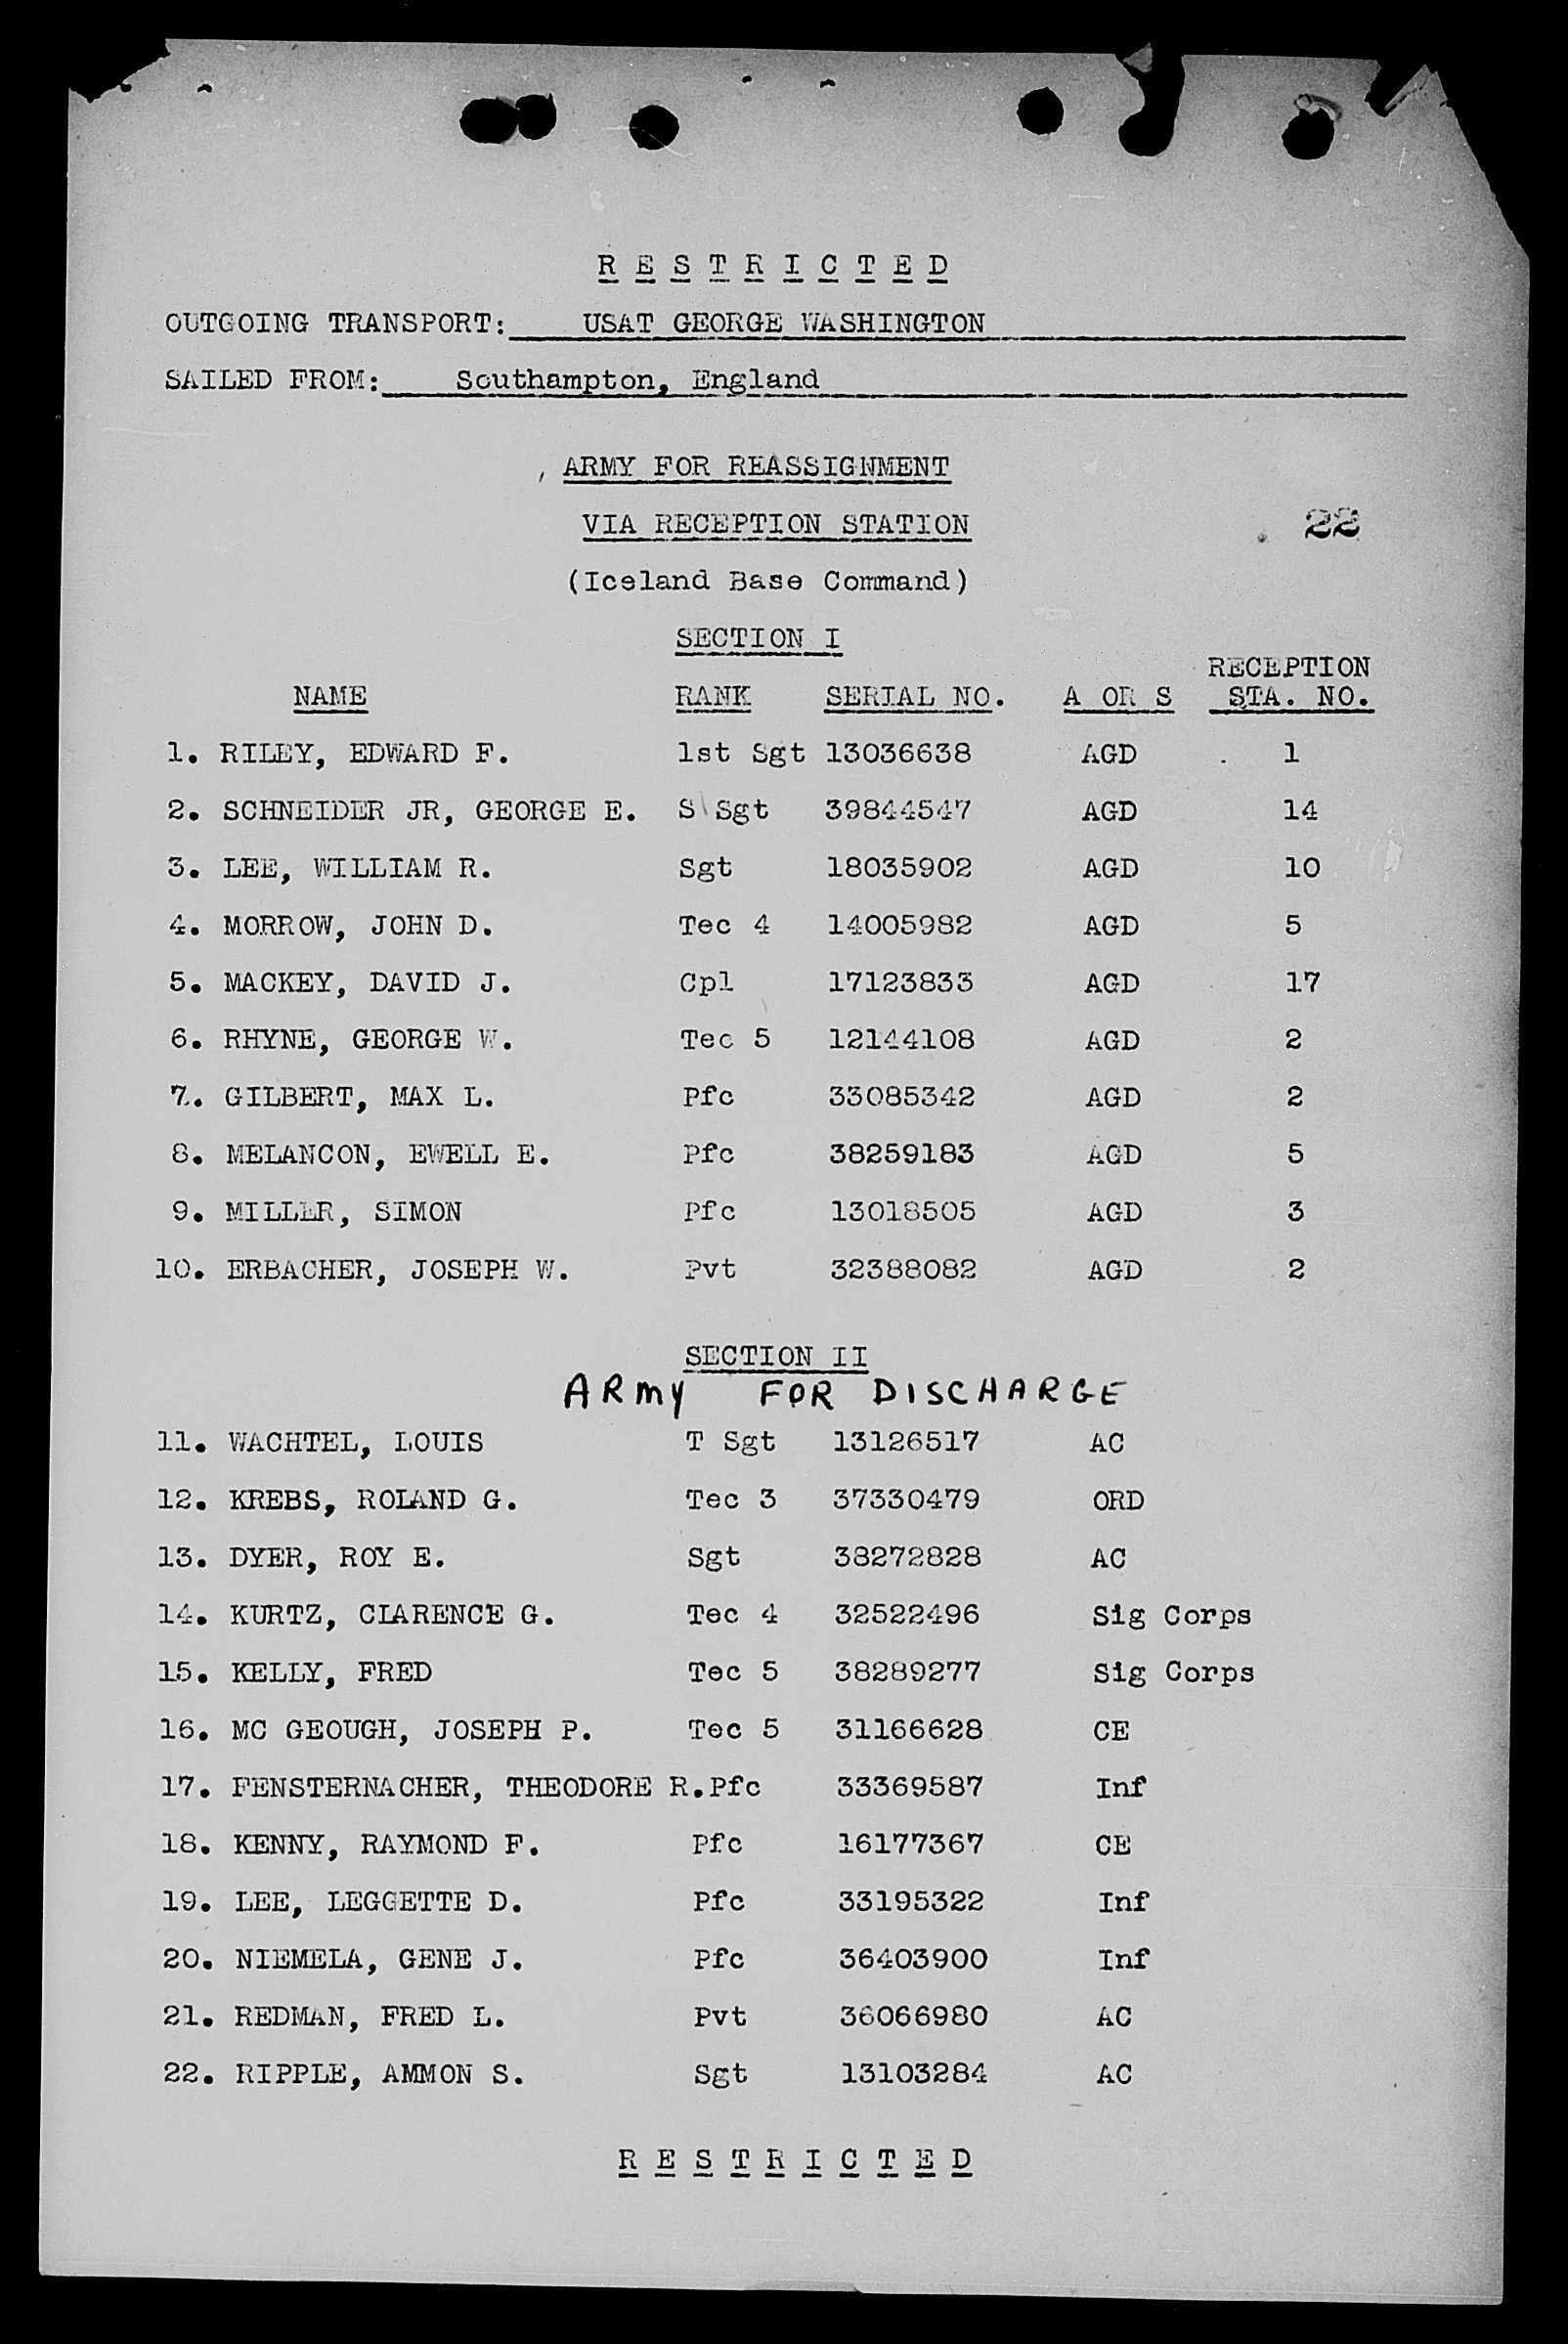 R E S T R I C T E D
OUTGOING TRANSPORT: USAT GEORGE WASHINGTON
SAILED FROM: Southampton, England
ARMY FOR REASSIGNMENT
VIA RECEPTION STATION
22
(Iceland Base Command)
SECTION I
RECEPTION
NAME RANK SERIAL NO. A OR S STA. NO.
1. RILEY, EDWARD F. 1st Sgt 13036638 AGD 1
2. SCHNEIDER JR, GEORGE E. S Sgt 39844547 AGD 14
3. LEE, WILLIAM R. Sgt 18035902 AGD 10
4. MORROW, JOHN D. Tec 4 14005982 AGD 5
5. MACKEY, DAVID J. Cpl 17123833 AGD 17
6. RHYNE, GEORGE W. Tec 5 12144108 AGD 2
7. GILBERT, MAX L. Pfc 33085342 AGD 2
8. MELANCON, EWELL E. Pfc 38259183 AGD 5
9. MILLER, SIMON Pfc 13018505 AGD 3
10. ERBACHER, JOSEPH W. Pvt 32388082 AGD 2
SECTION II
ARMY FOR DISCHARGE
11. WACHTEL, LOUIS T Sgt 13126517 AC
12. KREBS, ROLAND G. Tec 3 37330479 ORD
13. DYER, ROY E. Sgt 38272828 AC
14. KURTZ, CLARENCE G. Tec 4 32522496 Sig Corps
15. KELLY, FRED Tec 5 38289277 Sig Corps
16. MC GEOUGH, JOSEPH P. Tec 5 31166628 CE
17. FENSTERNACHER, THEODORE R. Pfc 33369587 Inf
18. KENNY, RAYMOND F. Pfc 16177367 CE
19. LEE, LEGGETTE D. Pfc 33195322 Inf
20. NIEMELA, GENE J. Pfc 36403900 Inf
21. REDMAN, FRED L. Pvt 36066980 AC
22. RIPPLE, AMMON S. Sgt 13103284 AC
R E S T R I C T E D